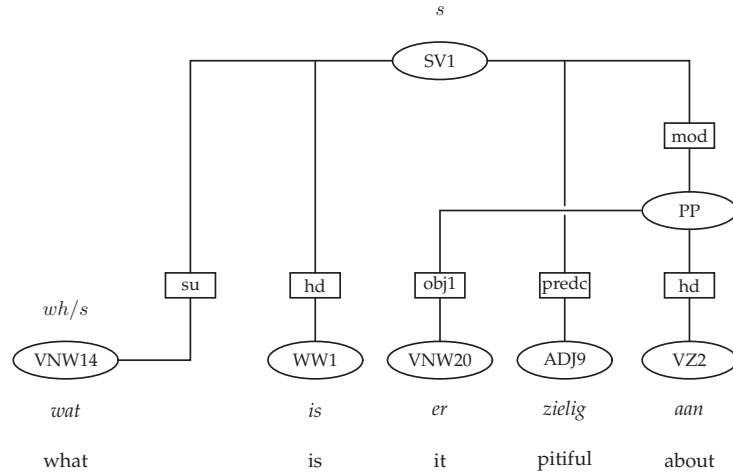 s
SV1
mod
PP
su hd obj1 predc hd
wh/s
VNW14 WW1 VNW20 ADJ9 VZ2
wat is er zielig aan
what is it pitiful about